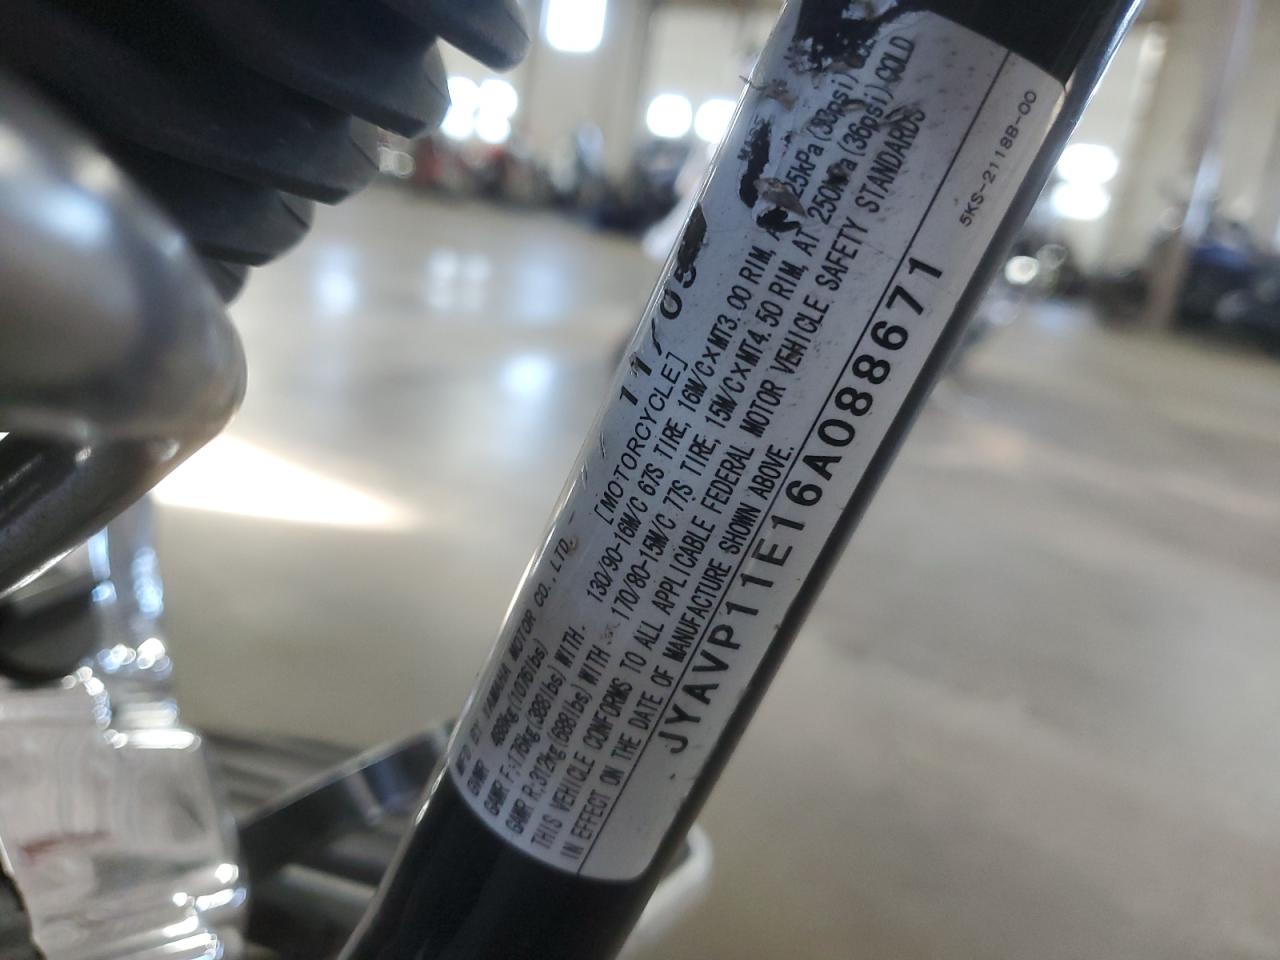 MFD BY YAMAHA MOTOR CO., LTD. 11/05
GVWR 488kg (1076lbs) [MOTORCYCLE]
GAWR F:176kg (388lbs) WITH 130/90-16M/C 67S TIRE, 16M/C×MT3.00 RIM, 25kPa (33psi)
GAWR R:312kg (688lbs) WITH 170/80-15M/C 77S TIRE, 15M/C×MT4.50 RIM, AT 250kPa (36psi) COLD
THIS VEHICLE CONFORMS TO ALL APPLICABLE FEDERAL MOTOR VEHICLE SAFETY STANDARDS
IN EFFECT ON THE DATE OF MANUFACTURE SHOWN ABOVE.
JYAVP11E16A088671
5KS-2118B-00